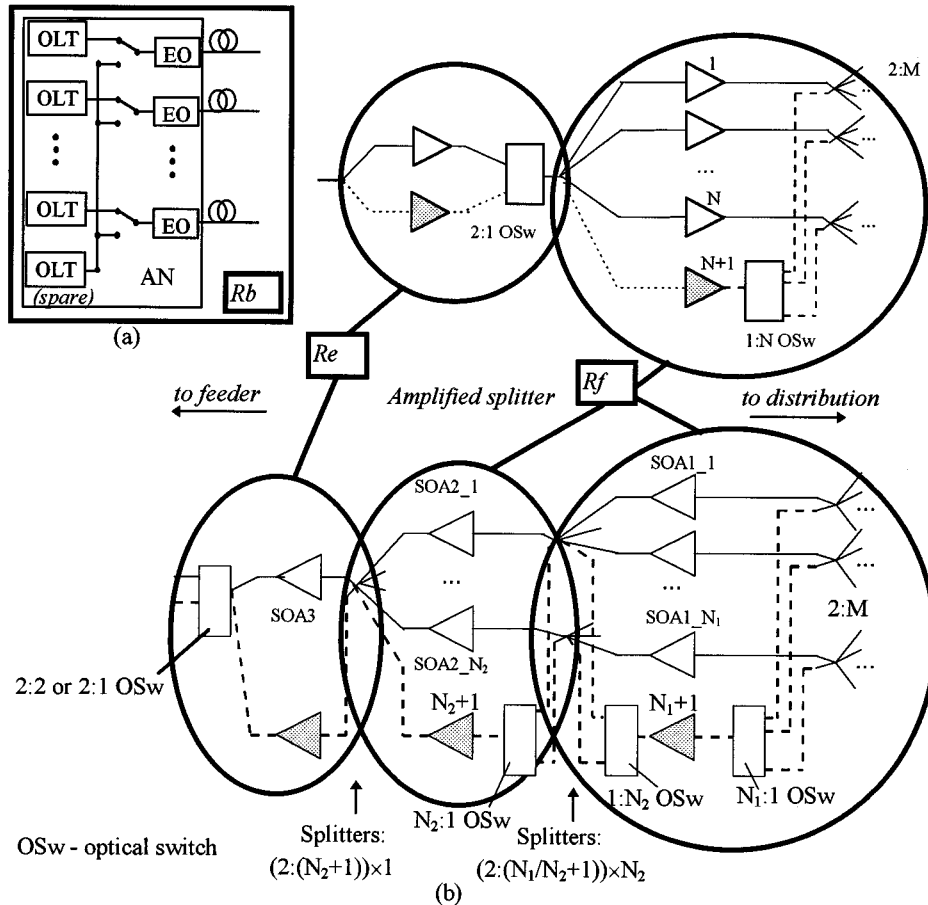 OLT
EO
OLT
EO
OLT
EO
OLT
(spare)
AN
Rb
(a)
1
2:M
...
...
...
N
...
2:1 OSw
N+1
1:N OSw
Re
Rf
to feeder
Amplified splitter
to distribution
SOA2_1
SOA1_1
...
...
...
SOA3
...
2:M
SOA1_N₁
SOA2_N₂
...
2:2 or 2:1 OSw
N₂+1
N₁+1
N₂:1 OSw
1:N₂ OSw
N₁:1 OSw
OSw - optical switch
Splitters:
(2:(N₂+1))×1
Splitters:
(2:(N₁/N₂+1))×N₂
(b)